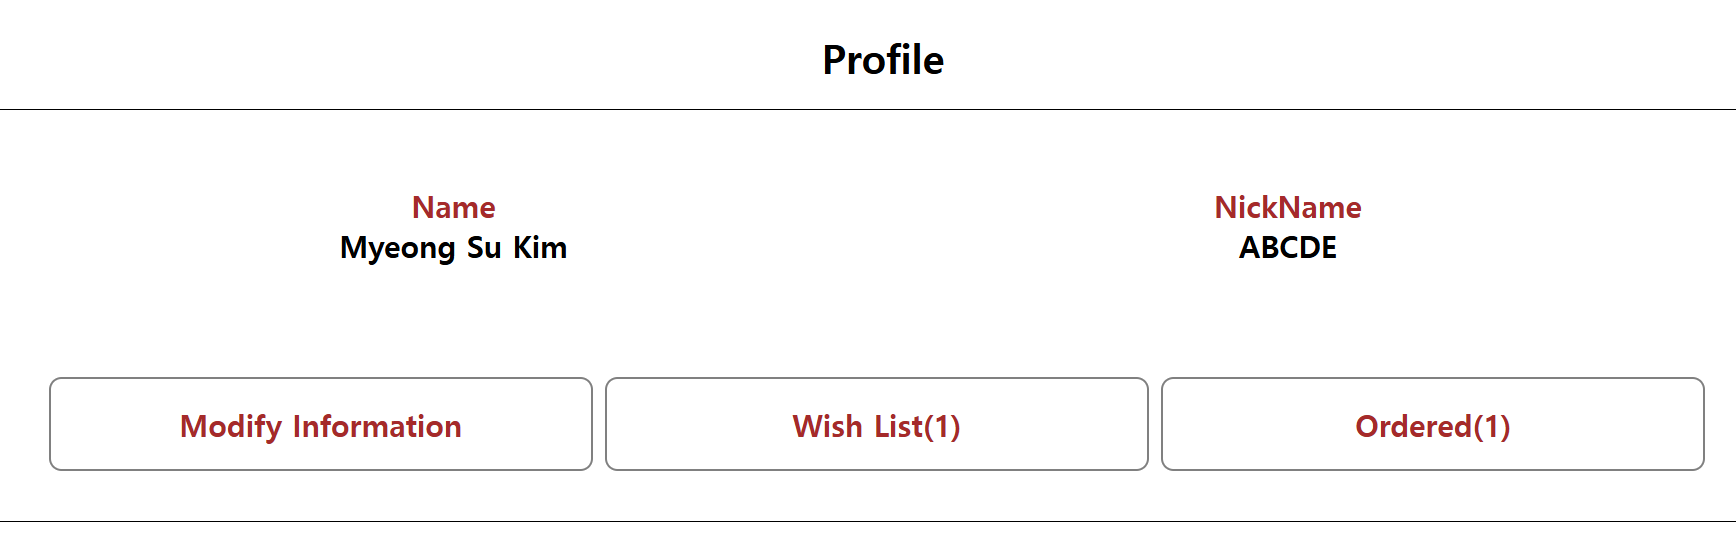 Profile
Name
NickName
Myeong Su Kim
ABCDE
Modify Information
Wish List(1)
Ordered(1)